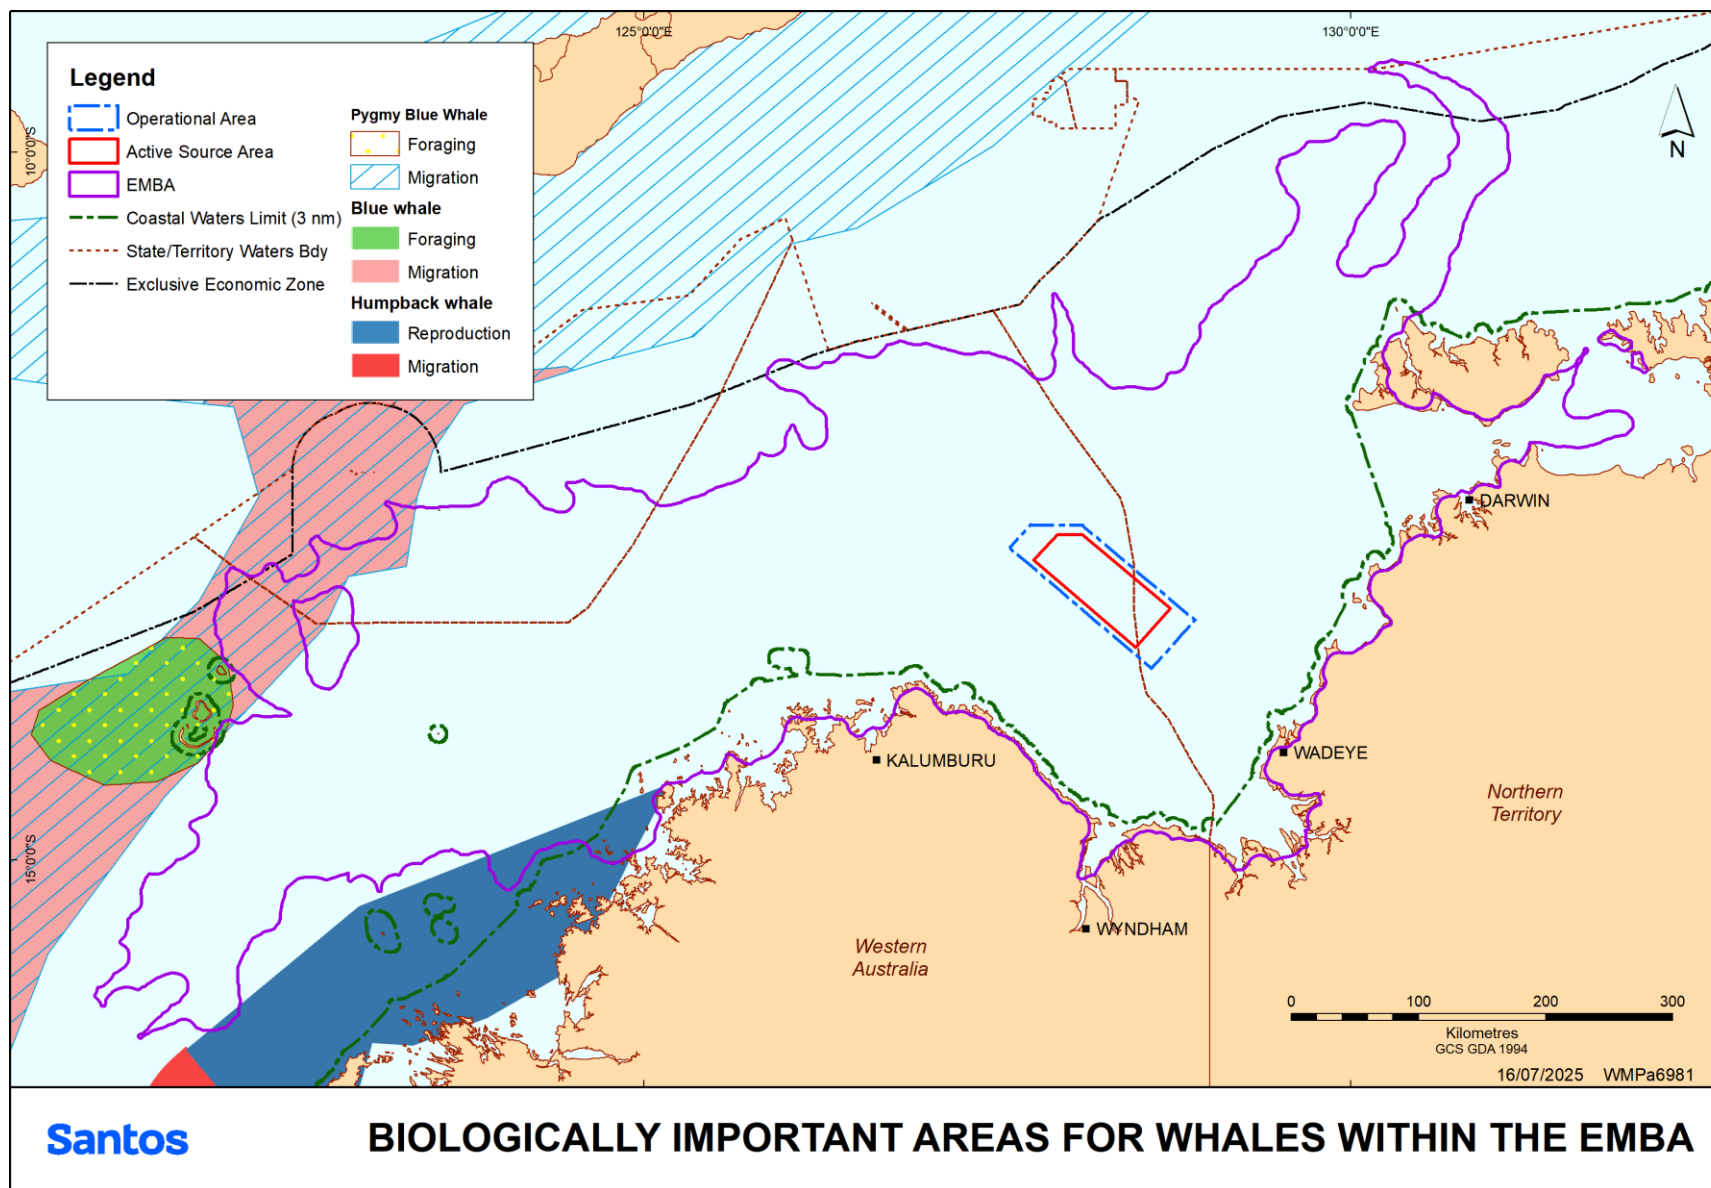 125°0'0"E
130°0'0"E
10°0'0"S
15°0'0"S
Legend
Operational Area
Active Source Area
EMBA
Coastal Waters Limit (3 nm)
State/Territory Waters Bdy
Exclusive Economic Zone
Pygmy Blue Whale
Foraging
Migration
Blue whale
Foraging
Migration
Humpback whale
Reproduction
Migration
N
DARWIN
KALUMBURU
WADEYE
Northern
Territory
WYNDHAM
Western
Australia
0 100 200 300
Kilometres
GCS GDA 1994
16/07/2025 WMPa6981
Santos
BIOLOGICALLY IMPORTANT AREAS FOR WHALES WITHIN THE EMBA